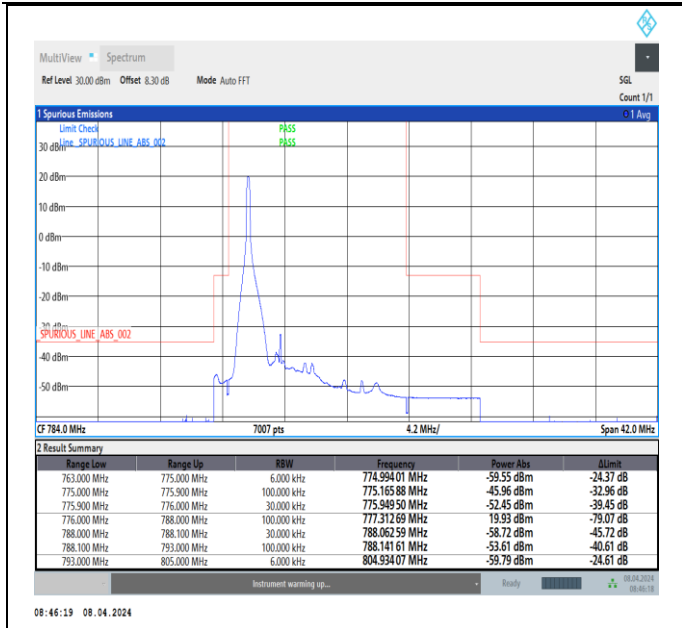 MultiView Spectrum
Ref Level 30.00 dBm Offset 8.30 dB Mode Auto FFT SGL
Count 1/1
1 Spurious Emissions 1 Avg
Limit Check PASS
Line _SPURIOUS_LINE_ABS_002 PASS
30 dBm
20 dBm
10 dBm
0 dBm
-10 dBm
-20 dBm
-30 dBm
_SPURIOUS_LINE_ABS_002
-40 dBm
-50 dBm
CF 784.0 MHz 7007 pts 4.2 MHz/ Span 42.0 MHz
2 Result Summary
Range Low Range Up RBW Frequency Power Abs ΔLimit
763.000 MHz 775.000 MHz 6.000 kHz 774.99401 MHz -59.55 dBm -24.37 dB
775.000 MHz 775.900 MHz 100.000 kHz 775.16588 MHz -45.96 dBm -32.96 dB
775.900 MHz 776.000 MHz 30.000 kHz 775.94950 MHz -52.45 dBm -39.45 dB
776.000 MHz 788.000 MHz 100.000 kHz 777.31269 MHz 19.93 dBm -79.07 dB
788.000 MHz 788.100 MHz 30.000 kHz 788.06259 MHz -58.72 dBm -45.72 dB
788.100 MHz 793.000 MHz 100.000 kHz 788.14161 MHz -53.61 dBm -40.61 dB
793.000 MHz 805.000 MHz 6.000 kHz 804.93407 MHz -59.79 dBm -24.61 dB
Instrument warming up... Ready 08.04.2024
08:46:18
08:46:19 08.04.2024